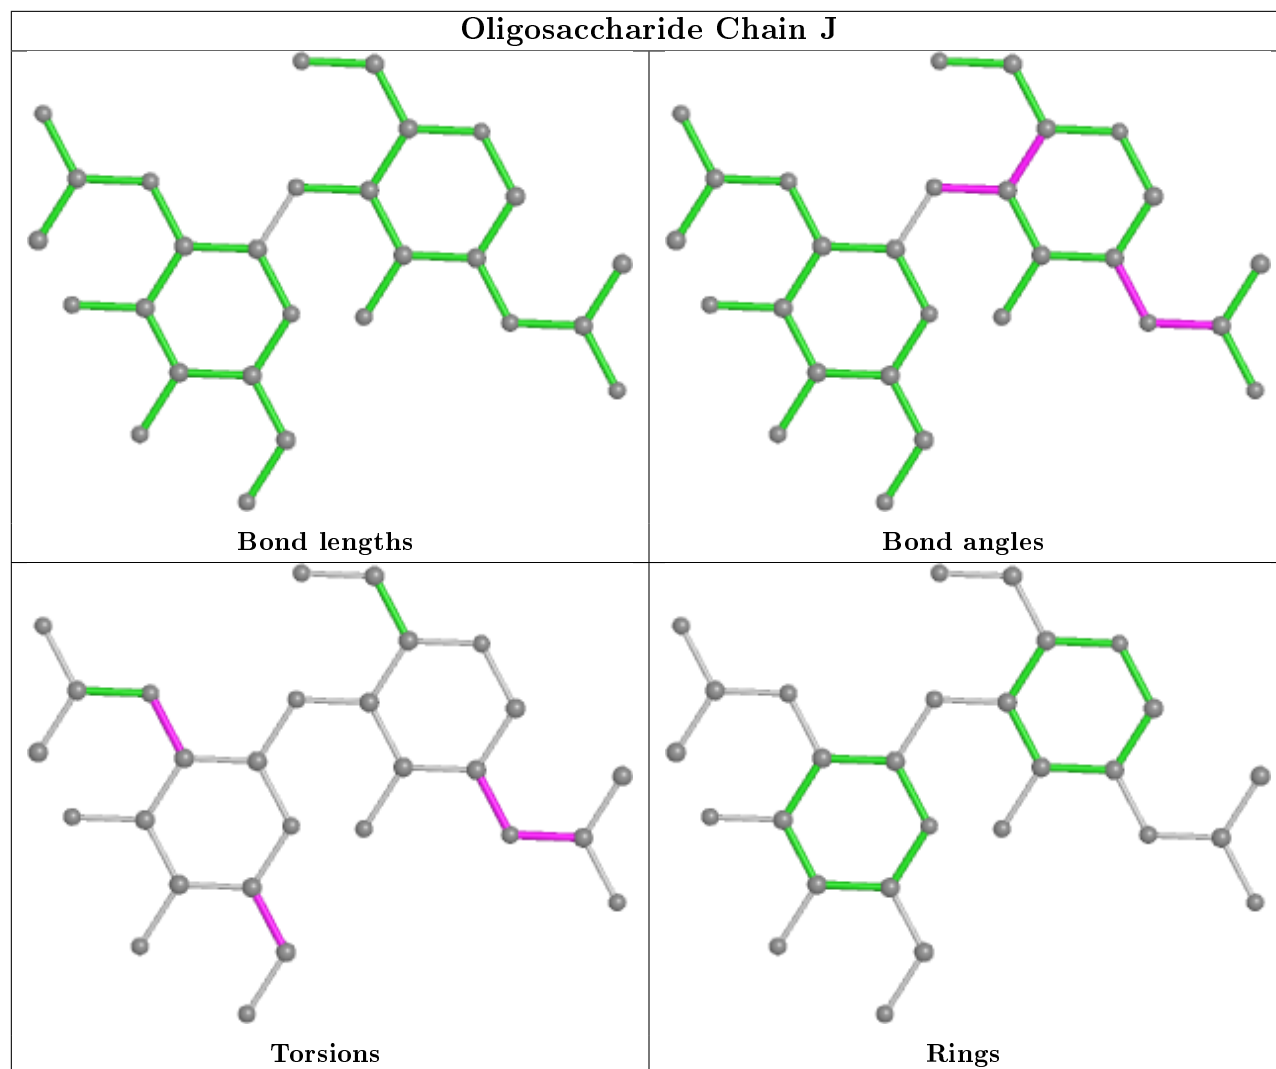 Oligosaccharide Chain J
Bond lengths
Bond angles
Torsions
Rings